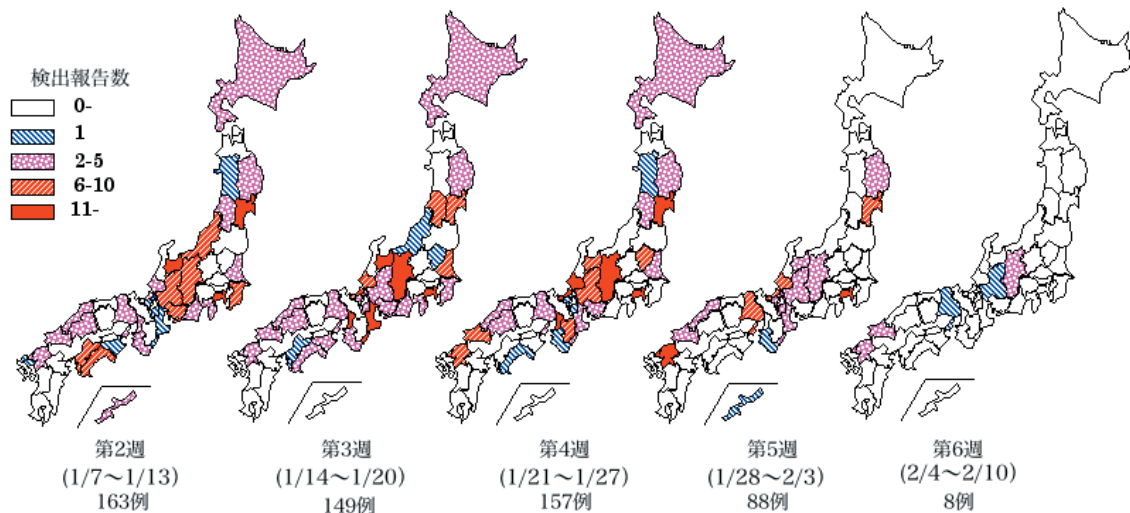 検出報告数
0-
1
2-5
6-10
11-
第2週
(1/7～1/13)
163例
第3週
(1/14～1/20)
149例
第4週
(1/21～1/27)
157例
第5週
(1/28～2/3)
88例
第6週
(2/4～2/10)
8例